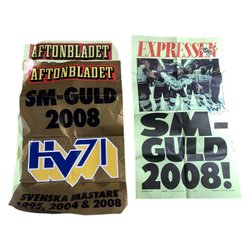 AFTONBLADET
AFTONBLADET
SM-GULD
2008
HV71
SVENSKA MÄSTARE
1995, 2004 & 2008
EXPRESSEN
SM-
GULD
2008!